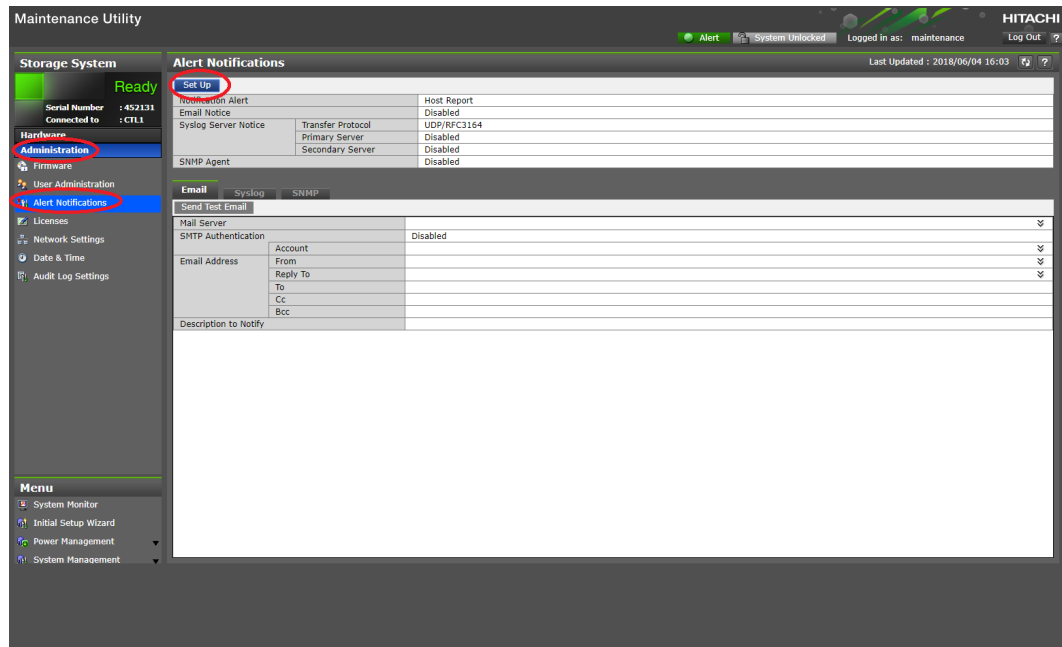 Maintenance Utility
HITACHI
Alert System Unlocked Logged in as: maintenance Log Out ?
Storage System
Ready
Serial Number : 452131
Connected to : CTL1
Hardware
Administration
Firmware
User Administration
Alert Notifications
Licenses
Network Settings
Date & Time
Audit Log Settings
Menu
System Monitor
Initial Setup Wizard
Power Management
System Management
Alert Notifications Last Updated : 2018/06/04 16:03 ?
Set Up
Notification Alert Host Report
Email Notice Disabled
Syslog Server Notice Transfer Protocol UDP/RFC3164
Primary Server Disabled
Secondary Server Disabled
SNMP Agent Disabled
Email Syslog SNMP
Send Test Email
Mail Server
SMTP Authentication Disabled
Account
Email Address From
Reply To
To
Cc
Bcc
Description to Notify